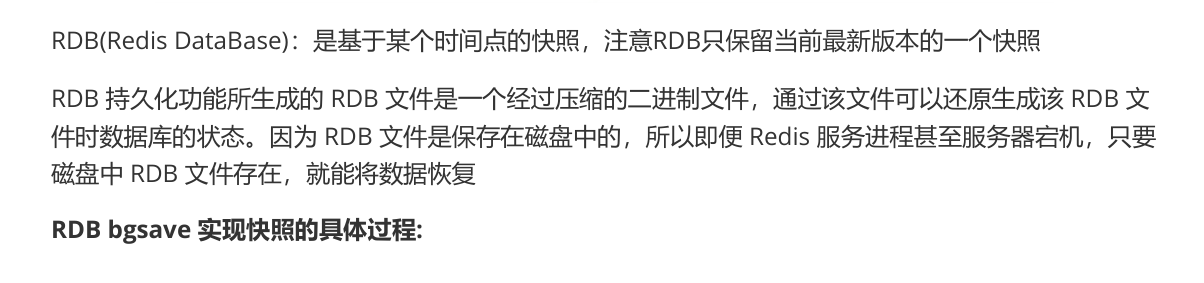 RDB(Redis DataBase)：是基于某个时间点的快照，注意RDB只保留当前最新版本的一个快照
RDB 持久化功能所生成的 RDB 文件是一个经过压缩的二进制文件，通过该文件可以还原生成该 RDB 文
件时数据库的状态。因为 RDB 文件是保存在磁盘中的，所以即便 Redis 服务进程甚至服务器宕机，只要
磁盘中 RDB 文件存在，就能将数据恢复
RDB bgsave 实现快照的具体过程: